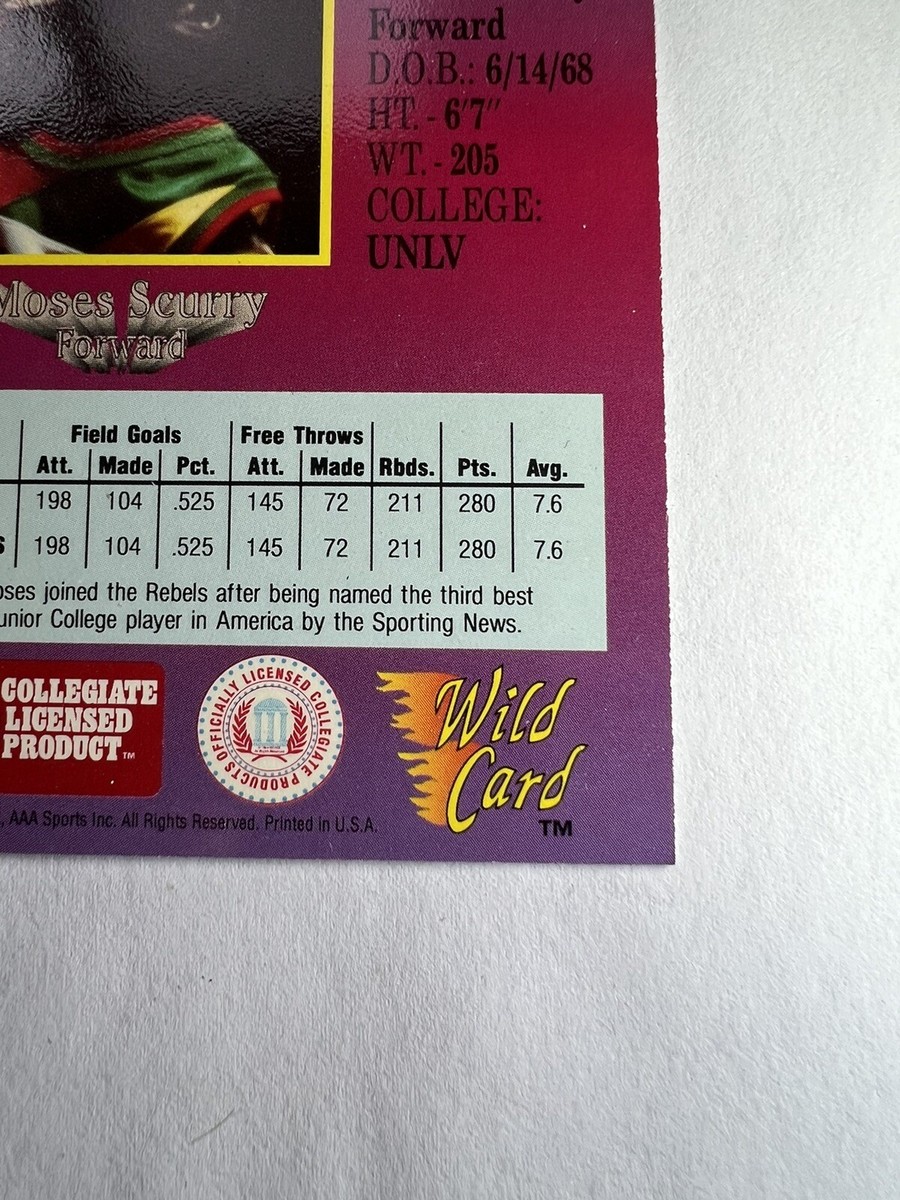 Forward
D.O.B.: 6/14/68
HT. - 6'7"
WT. - 205
COLLEGE:
UNLV
Moses Scurry
Forward
Field Goals Free Throws
Att. Made Pct. Att. Made Rbds. Pts. Avg.
198 104 .525 145 72 211 280 7.6
S 198 104 .525 145 72 211 280 7.6
oses joined the Rebels after being named the third best
unior College player in America by the Sporting News.
COLLEGIATE
LICENSED
PRODUCT™
OFFICIALLY LICENSED COLLEGIATE PRODUCTS
Wild
Card
TM
, AAA Sports Inc. All Rights Reserved. Printed in U.S.A.